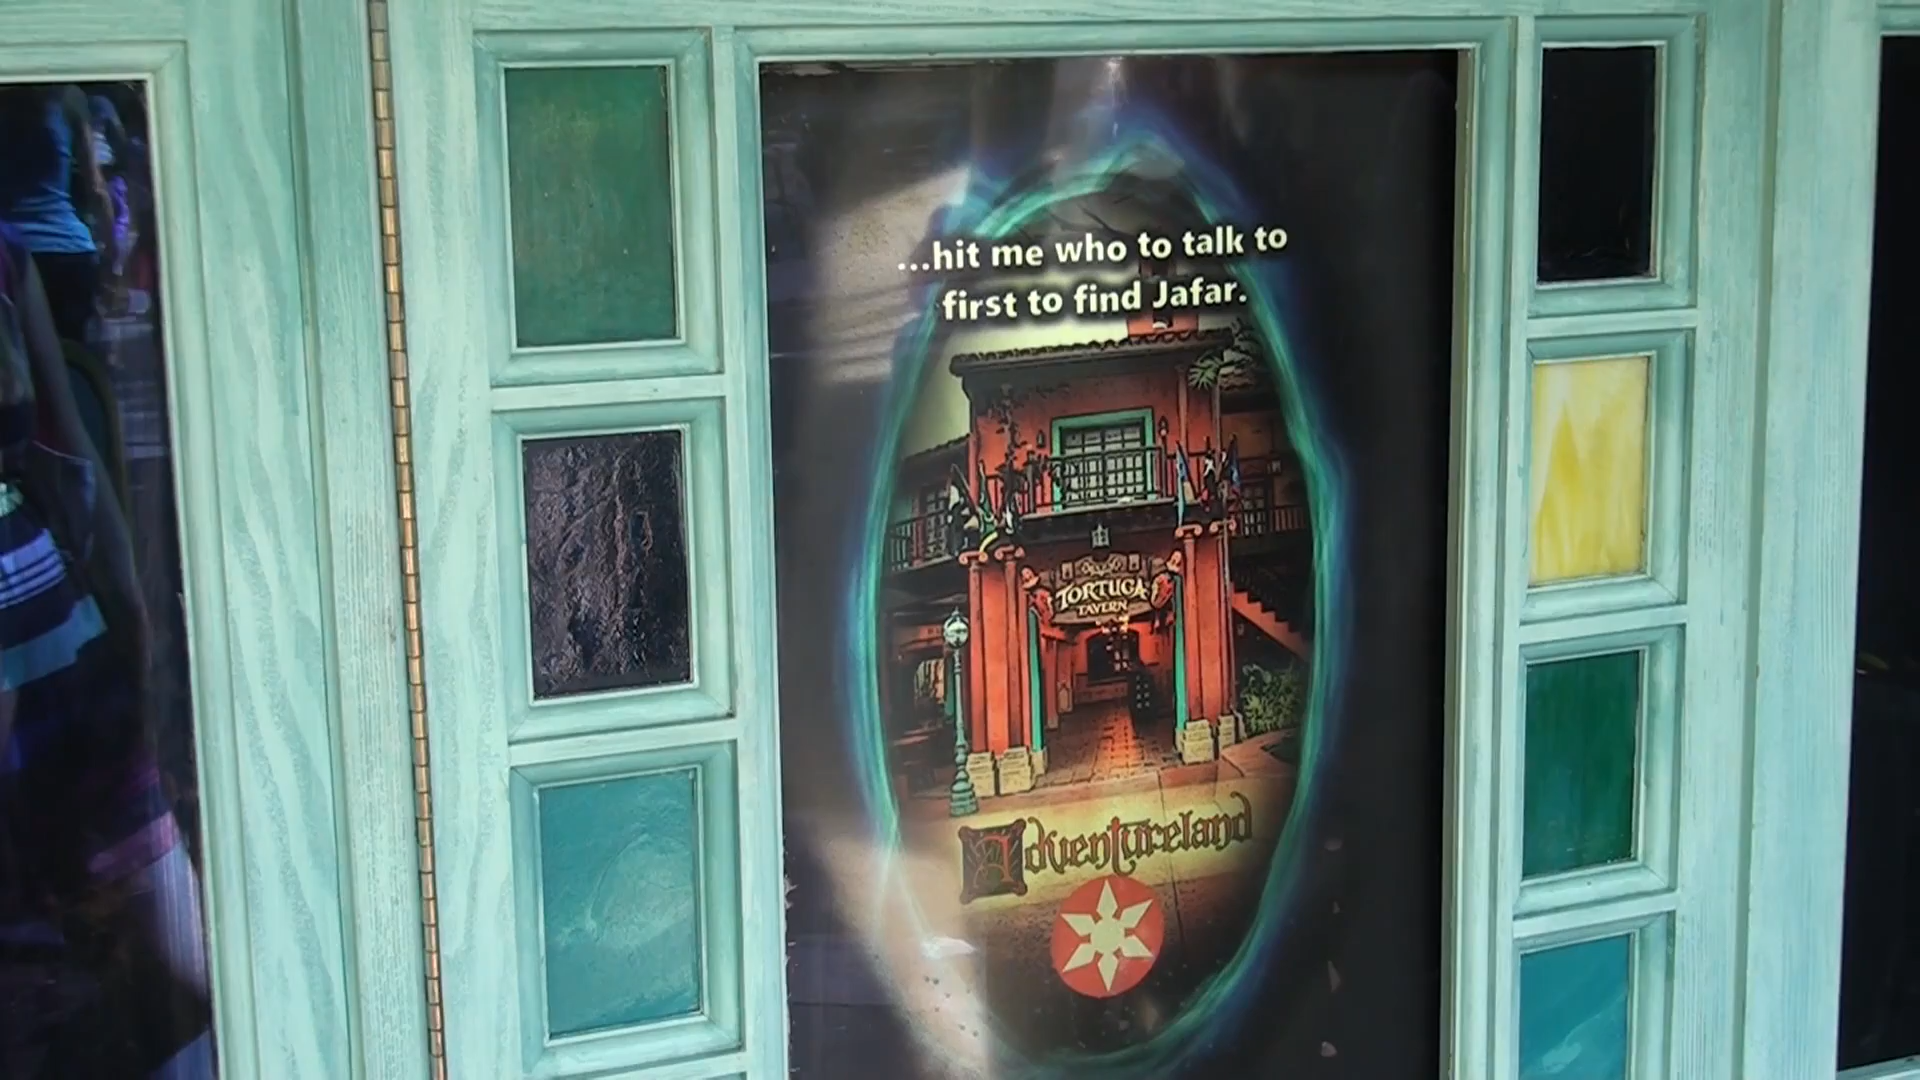 ...hit me who to talk to
first to find Jafar.
TORTUGA
TAVERN
Adventureland